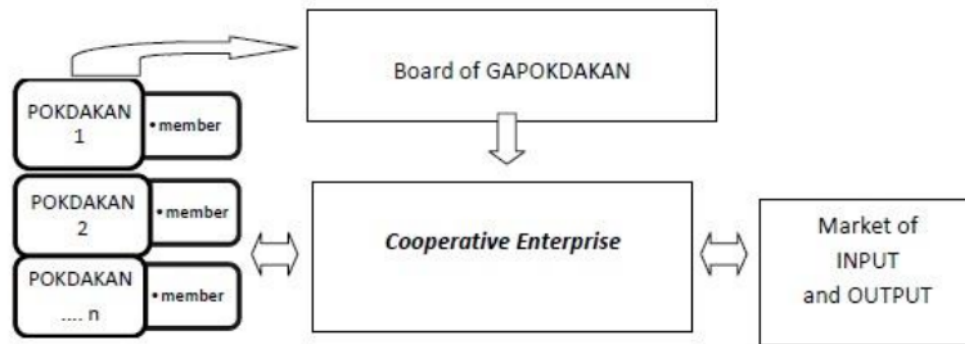 Board of GAPOKDAKAN
POKDAKAN
1
• member
POKDAKAN
2
• member
POKDAKAN
.... n
• member
Cooperative Enterprise
Market of
INPUT
and OUTPUT